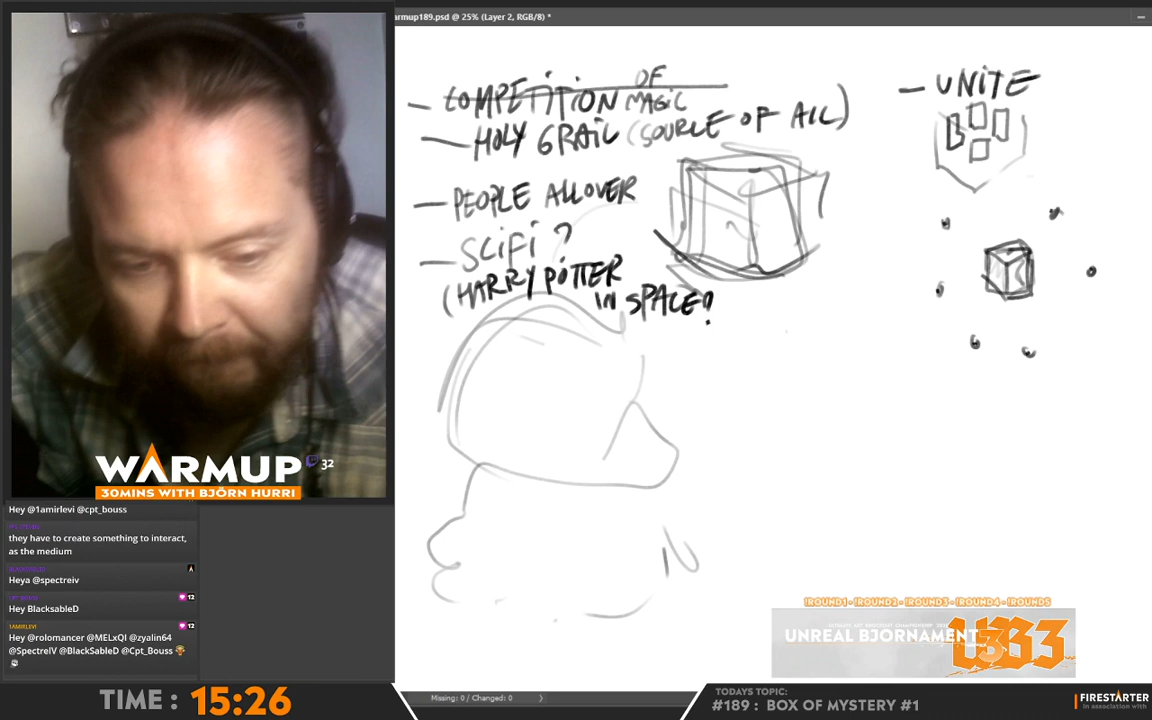 armup189.psd @ 25% (Layer 2, RGB/8) *
- COMPETITION OF MAGIC
- HOLY GRAIL (SOURCE OF ALL)
- PEOPLE ALL OVER
- SCIFI ?
(HARRY POTTER
IN SPACE?
- UNITE
WARMUP 32
30MINS WITH BJÖRN HURRI
Hey @1amirlevi @cpt_bouss
they have to create something to interact,
as the medium
Heya @spectreiv
12
Hey BlacksableD
1AMIRLEVI 12
Hey @rolomancer @MELxQI @zyalin64
@SpectreIV @BlackSableD @Cpt_Bouss
!ROUND1 - !ROUND2 - !ROUND3 - !ROUND4 - !ROUND5
UNREAL BJORNAMENT
UB3
TIME : 15:26
Missing: 0 / Changed: 0
TODAYS TOPIC:
#189 : BOX OF MYSTERY #1
FIRESTARTER
in association with